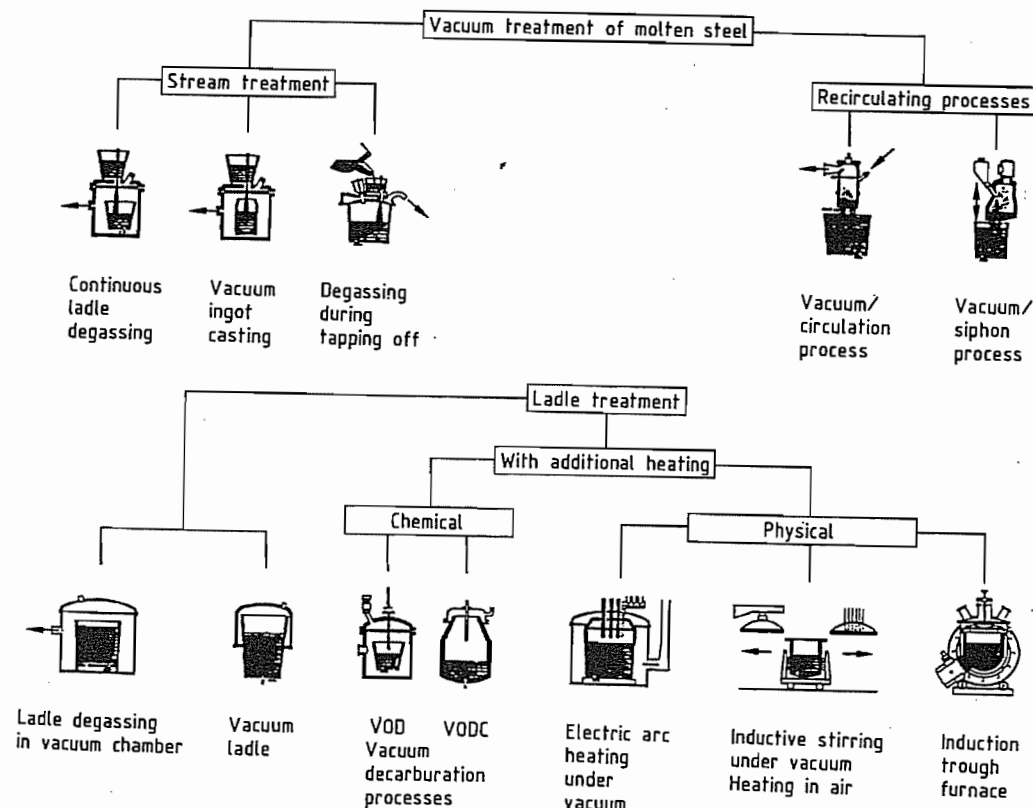 Vacuum treatment of molten steel
Stream treatment
Recirculating processes
Continuous
ladle
degassing
Vacuum
ingot
casting
Degassing
during
tapping off
Vacuum/
circulation
process
Vacuum/
siphon
process
Ladle treatment
With additional heating
Chemical
Physical
Ladle degassing
in vacuum chamber
Vacuum
ladle
VOD VODC
Vacuum
decarburation
processes
Electric arc
heating
under
vacuum
Inductive stirring
under vacuum
Heating in air
Induction
trough
furnace